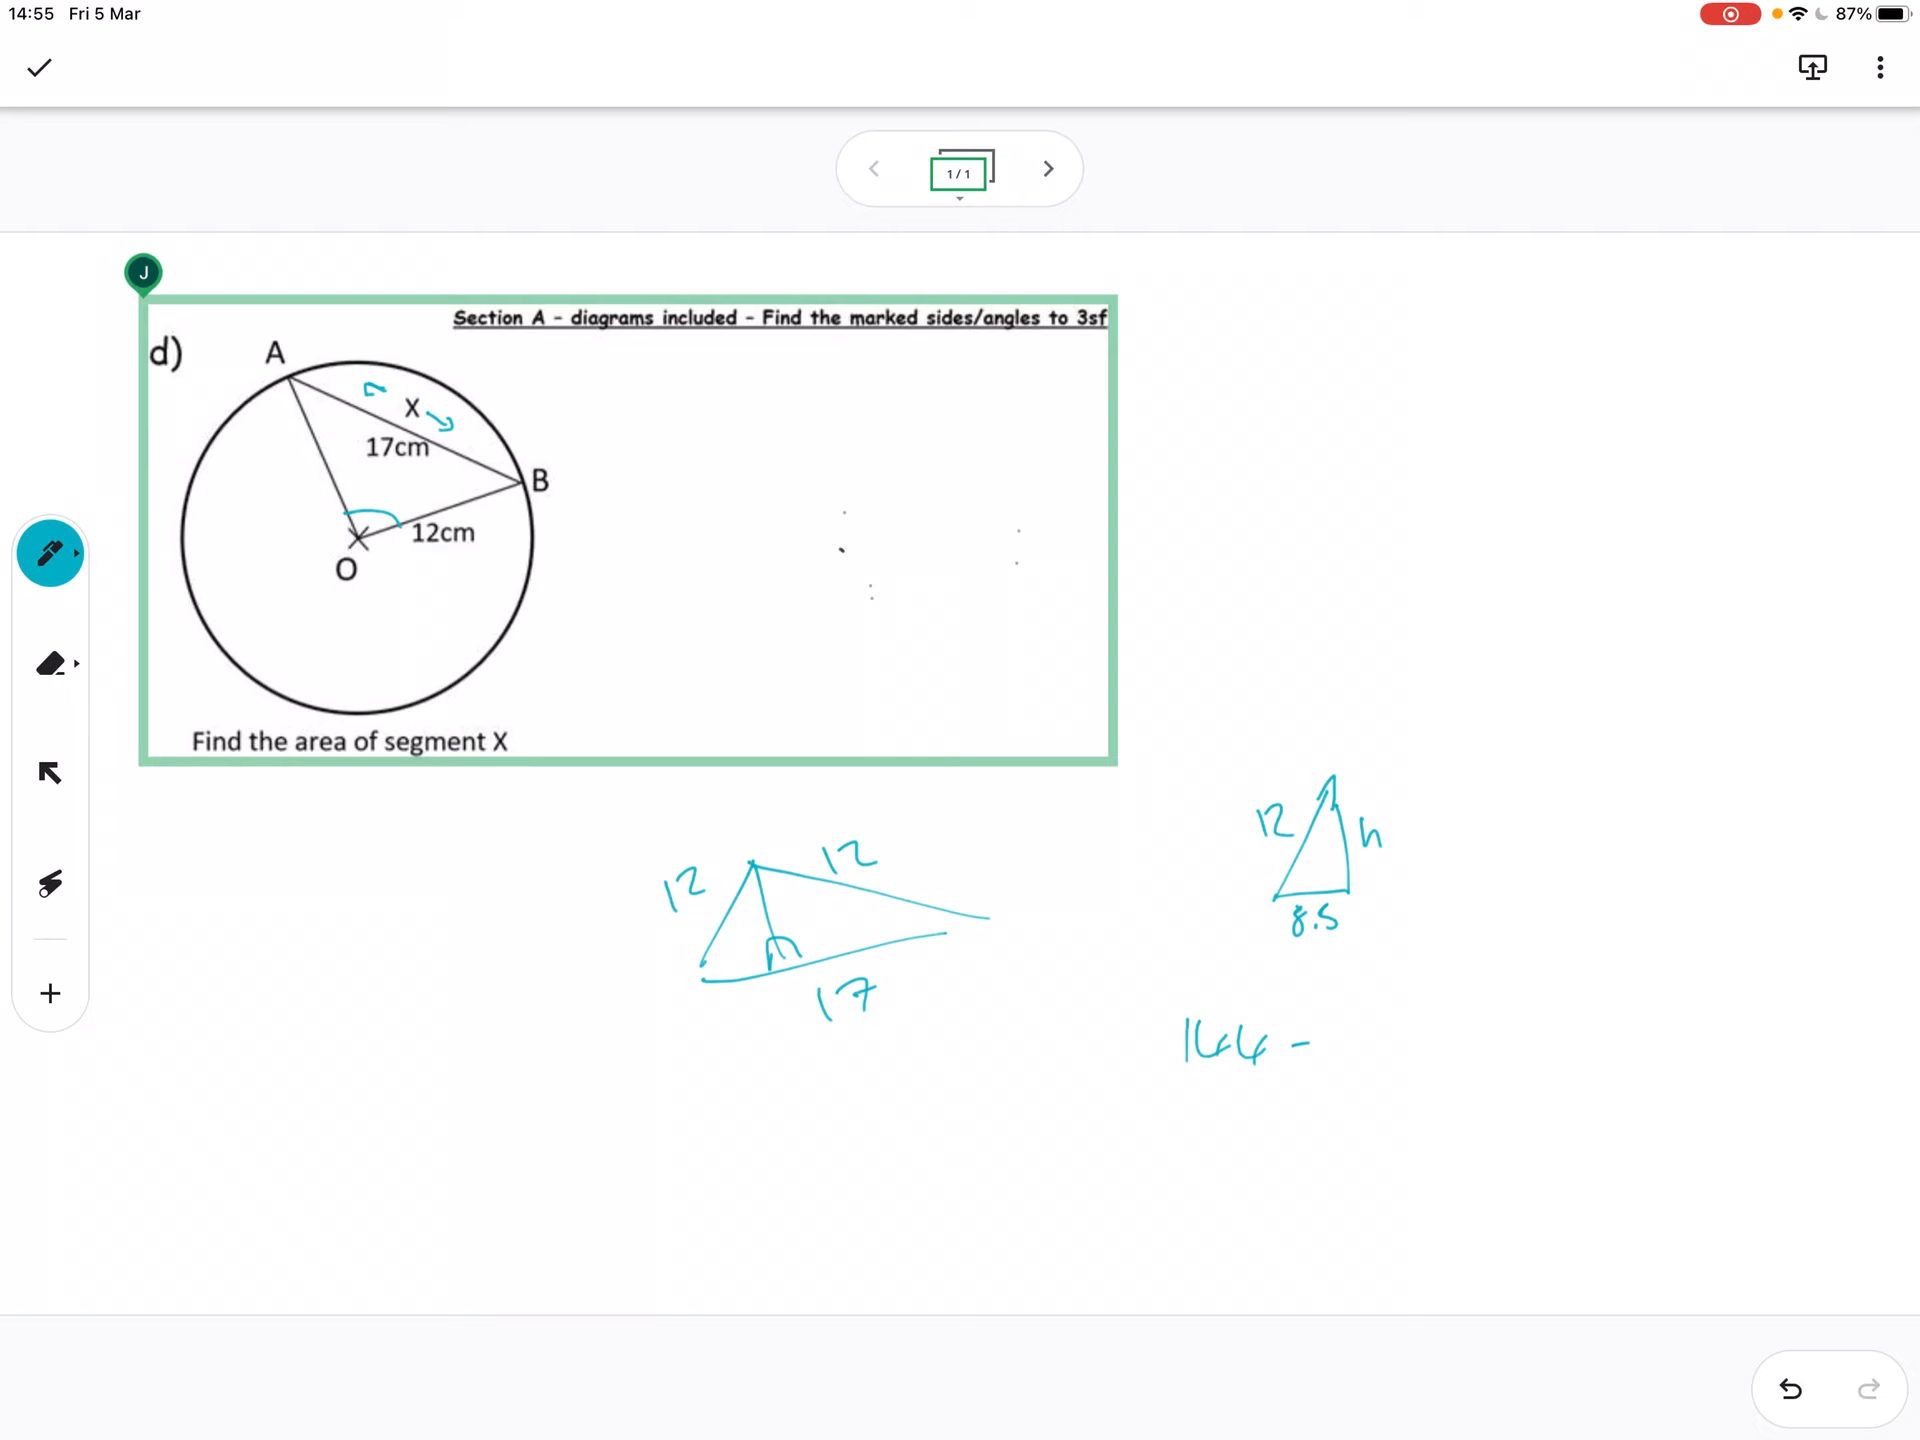 14:55 Fri 5 Mar
87%
1 / 1
J
Section A - diagrams included - Find the marked sides/angles to 3sf
d)
A
X
17cm
B
12cm
O
Find the area of segment X
12
h
12
12
8.5
17
144 -